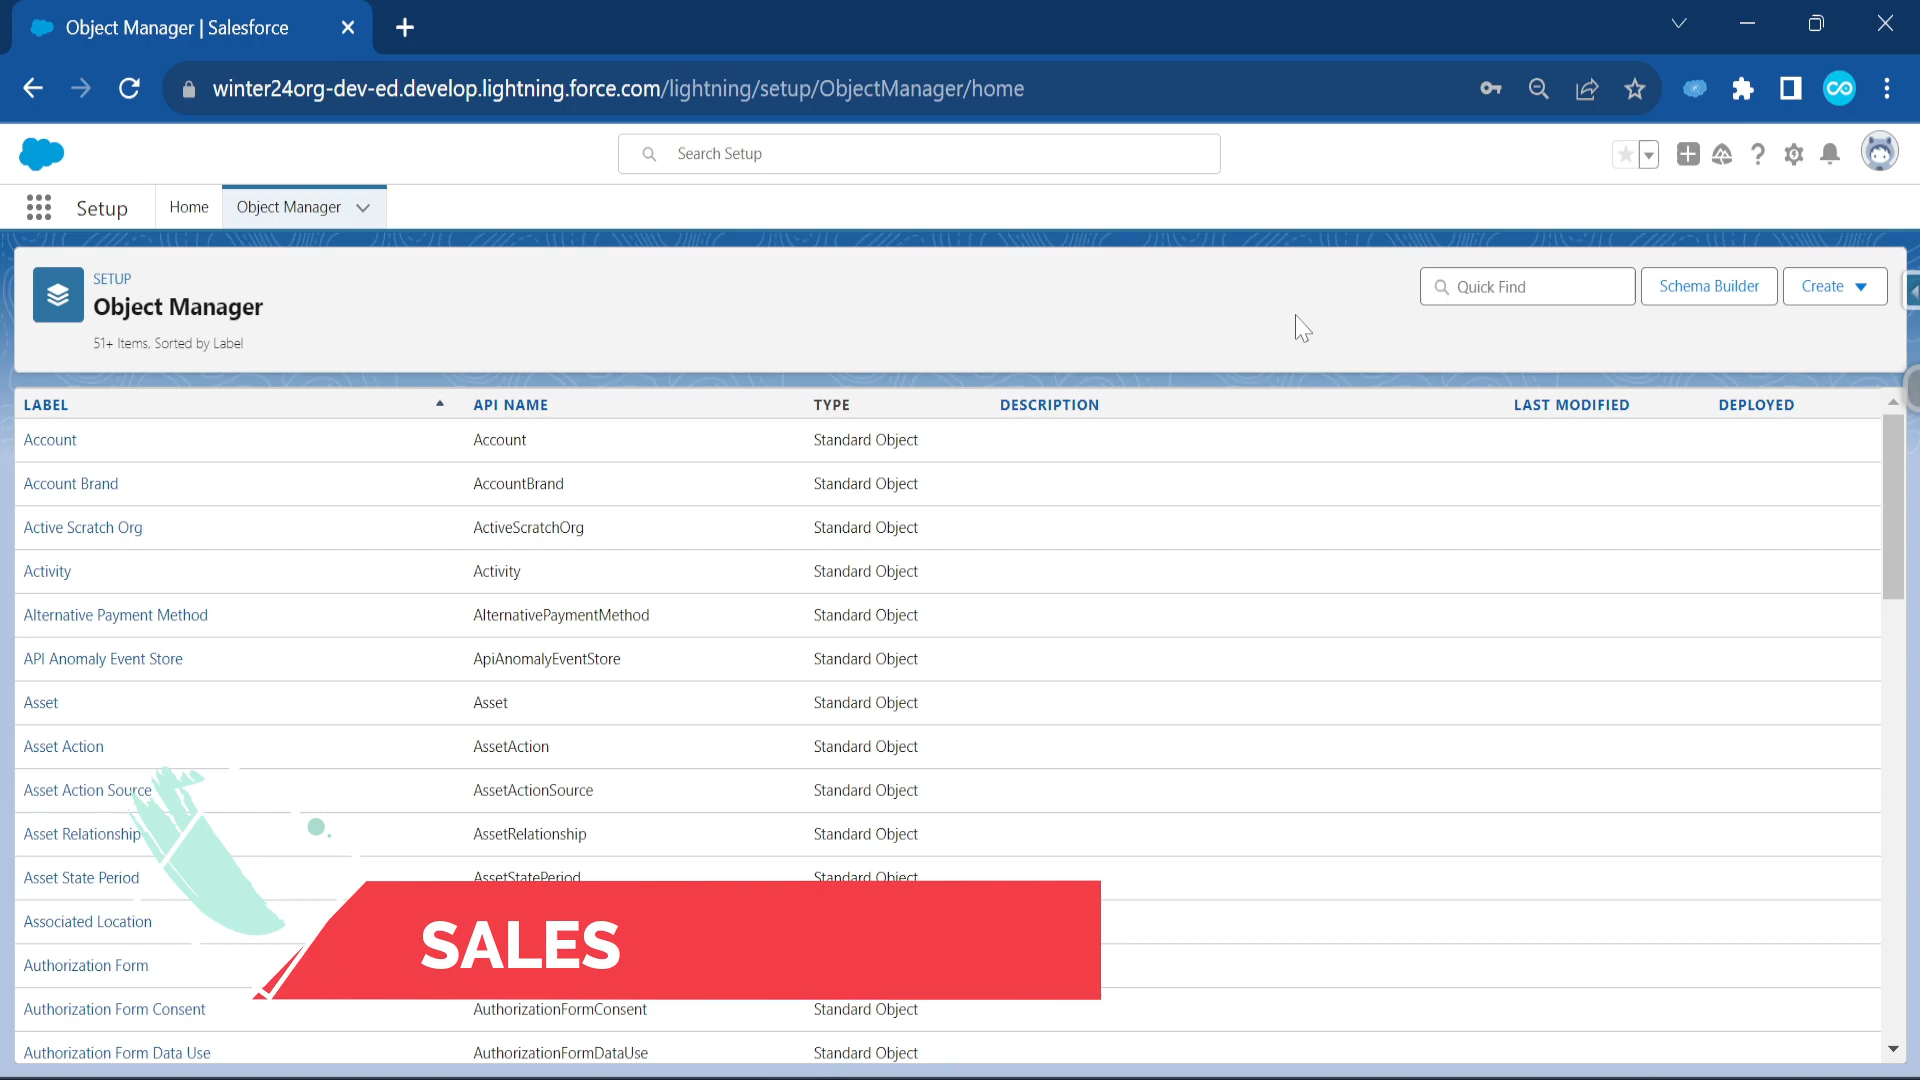 Object Manager | Salesforce
winter24org-dev-ed.develop.lightning.force.com/lightning/setup/ObjectManager/home
Search Setup
Setup Home Object Manager
SETUP
Object Manager
51+ Items, Sorted by Label
Quick Find Schema Builder Create
LABEL API NAME TYPE DESCRIPTION LAST MODIFIED DEPLOYED
Account Account Standard Object
Account Brand AccountBrand Standard Object
Active Scratch Org ActiveScratchOrg Standard Object
Activity Activity Standard Object
Alternative Payment Method AlternativePaymentMethod Standard Object
API Anomaly Event Store ApiAnomalyEventStore Standard Object
Asset Asset Standard Object
Asset Action AssetAction Standard Object
Asset Action Source AssetActionSource Standard Object
Asset Relationship AssetRelationship Standard Object
Asset State Period AssetStatePeriod Standard Object
Associated Location
SALES
Authorization Form
Authorization Form Consent AuthorizationFormConsent Standard Object
Authorization Form Data Use AuthorizationFormDataUse Standard Object